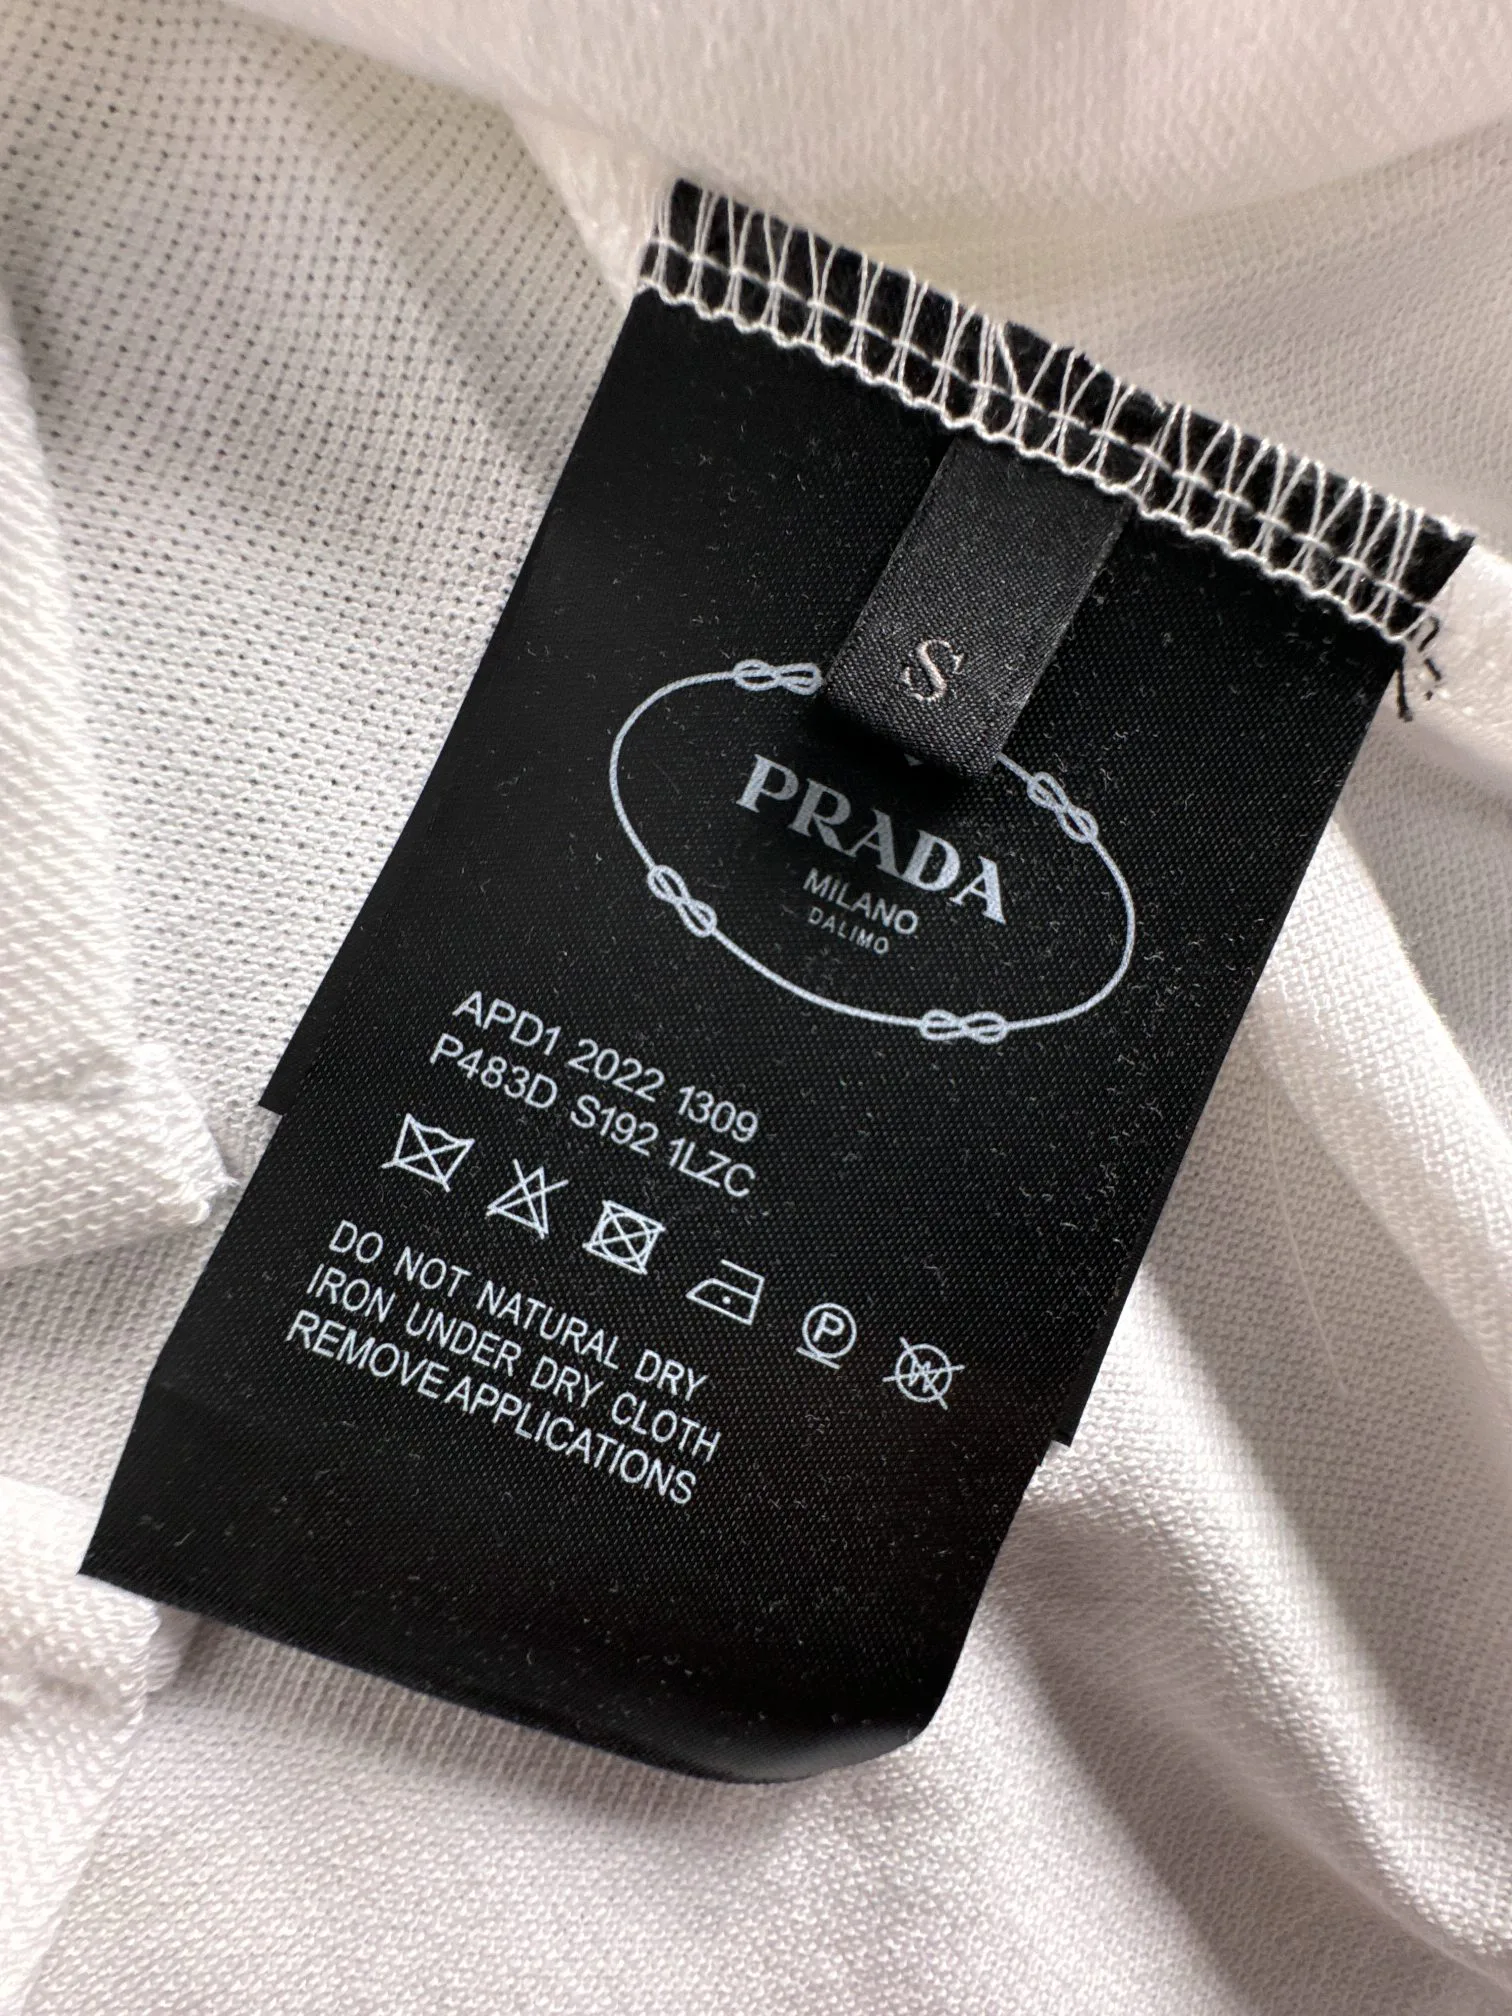 S
PRADA
MILANO
DALIMO
APD1 2022 1309
P483D S192 1LZC
P
W
DO NOT NATURAL DRY
IRON UNDER DRY CLOTH
REMOVE APPLICATIONS